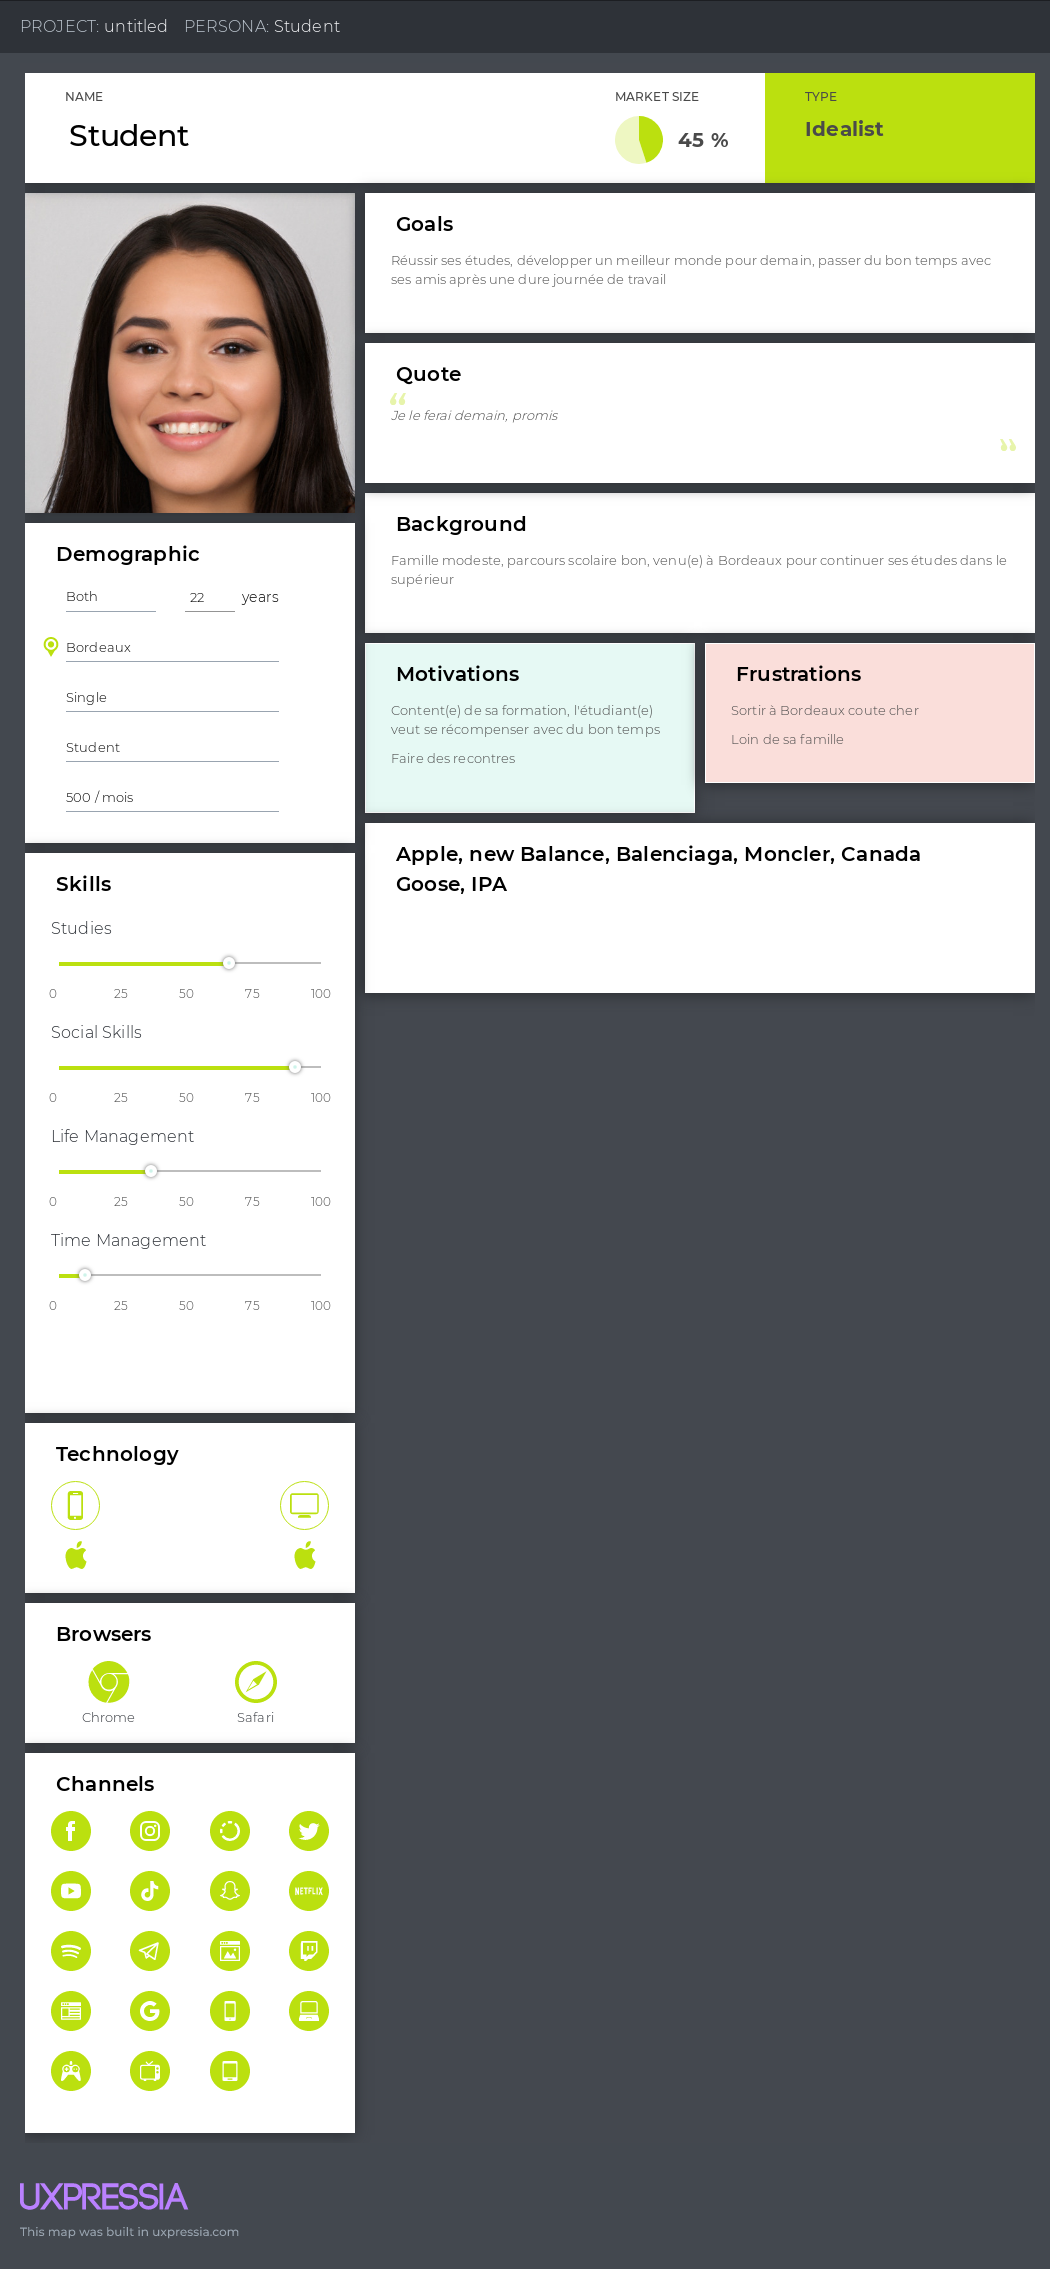 PROJECT: untitled PERSONA: Student
NAME
Student
MARKET SIZE
45 %
TYPE
Idealist
Goals
Réussir ses études, développer un meilleur monde pour demain, passer du bon temps avec
ses amis après une dure journée de travail
Quote
“
Je le ferai demain, promis
”
Background
Famille modeste, parcours scolaire bon, venu(e) à Bordeaux pour continuer ses études dans le
supérieur
Motivations
Content(e) de sa formation, l'étudiant(e)
veut se récompenser avec du bon temps
Faire des recontres
Frustrations
Sortir à Bordeaux coute cher
Loin de sa famille
Apple, new Balance, Balenciaga, Moncler, Canada
Goose, IPA
Demographic
Both 22 years
Bordeaux
Single
Student
500 / mois
Skills
Studies
0 25 50 75 100
Social Skills
0 25 50 75 100
Life Management
0 25 50 75 100
Time Management
0 25 50 75 100
Technology
Browsers
Chrome Safari
Channels
NETFLIX
UXPRESSIA
This map was built in uxpressia.com